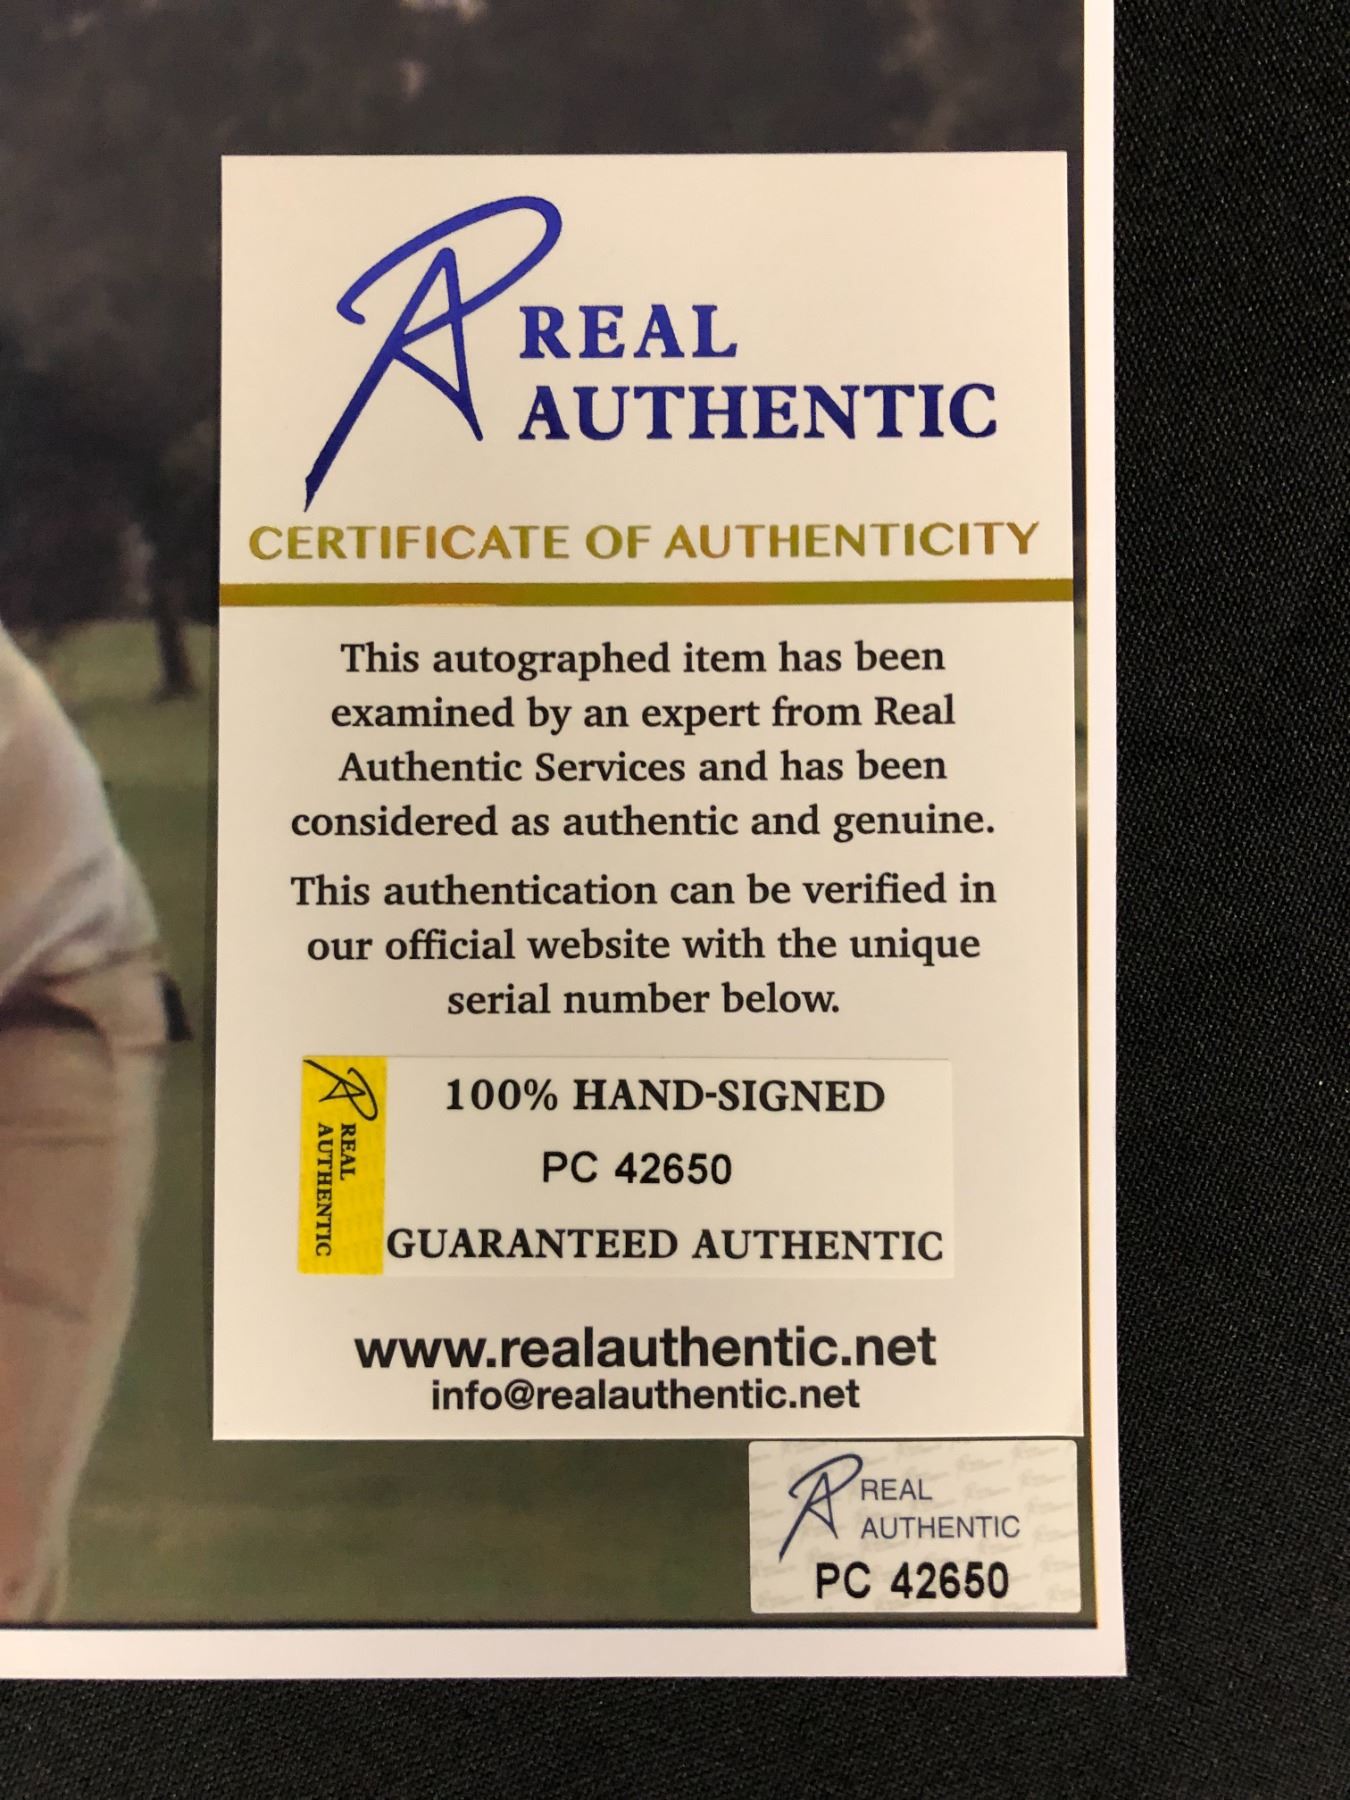 REAL
AUTHENTIC
CERTIFICATE OF AUTHENTICITY
This autographed item has been
examined by an expert from Real
Authentic Services and has been
considered as authentic and genuine.
This authentication can be verified in
our official website with the unique
serial number below.
REAL
AUTHENTIC
100% HAND-SIGNED
PC 42650
GUARANTEED AUTHENTIC
www.realauthentic.net
info@realauthentic.net
REAL
AUTHENTIC
PC 42650